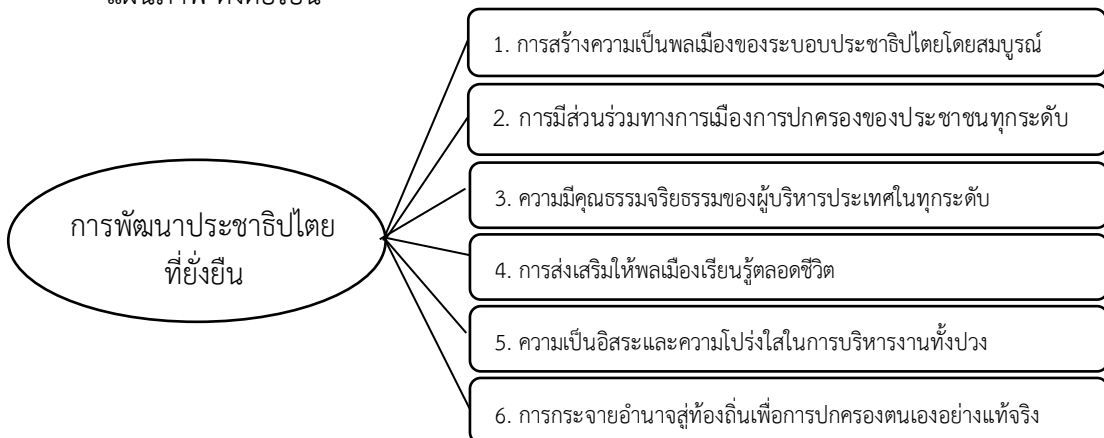 การพัฒนาประชาธิปไตย
ที่ยั่งยืน
1. การสร้างความเป็นพลเมืองของระบอบประชาธิปไตยโดยสมบูรณ์
2. การมีส่วนร่วมทางการเมืองการปกครองของประชาชนทุกระดับ
3. ความมีคุณธรรมจริยธรรมของผู้บริหารประเทศในทุกระดับ
4. การส่งเสริมให้พลเมืองเรียนรู้ตลอดชีวิต
5. ความเป็นอิสระและความโปร่งใสในการบริหารงานทั้งปวง
6. การกระจายอำนาจสู่ท้องถิ่นเพื่อการปกครองตนเองอย่างแท้จริง